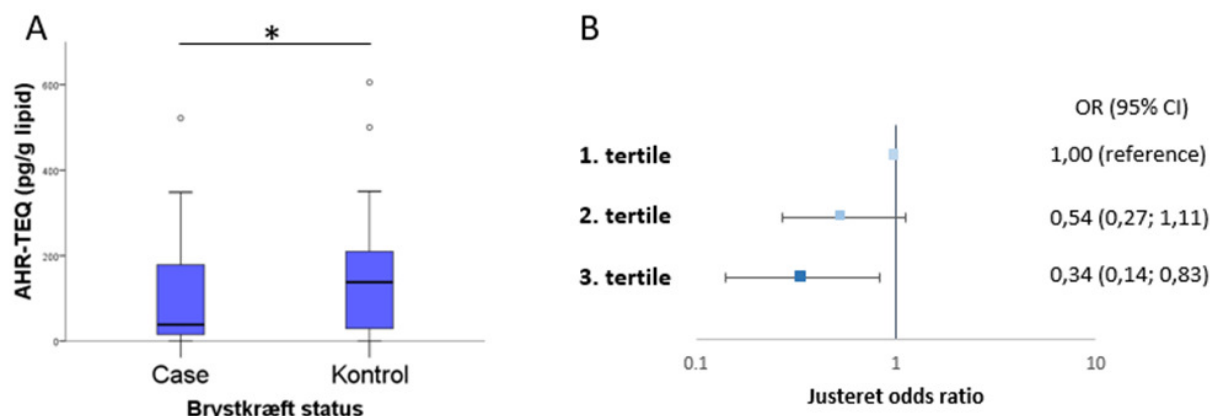 A
*
AHR-TEQ (pg/g lipid)
600
400
200
0
Case
Kontrol
Brystkræft status
B
OR (95% CI)
1. tertile
1,00 (reference)
2. tertile
0,54 (0,27; 1,11)
3. tertile
0,34 (0,14; 0,83)
0.1
1
10
Justeret odds ratio